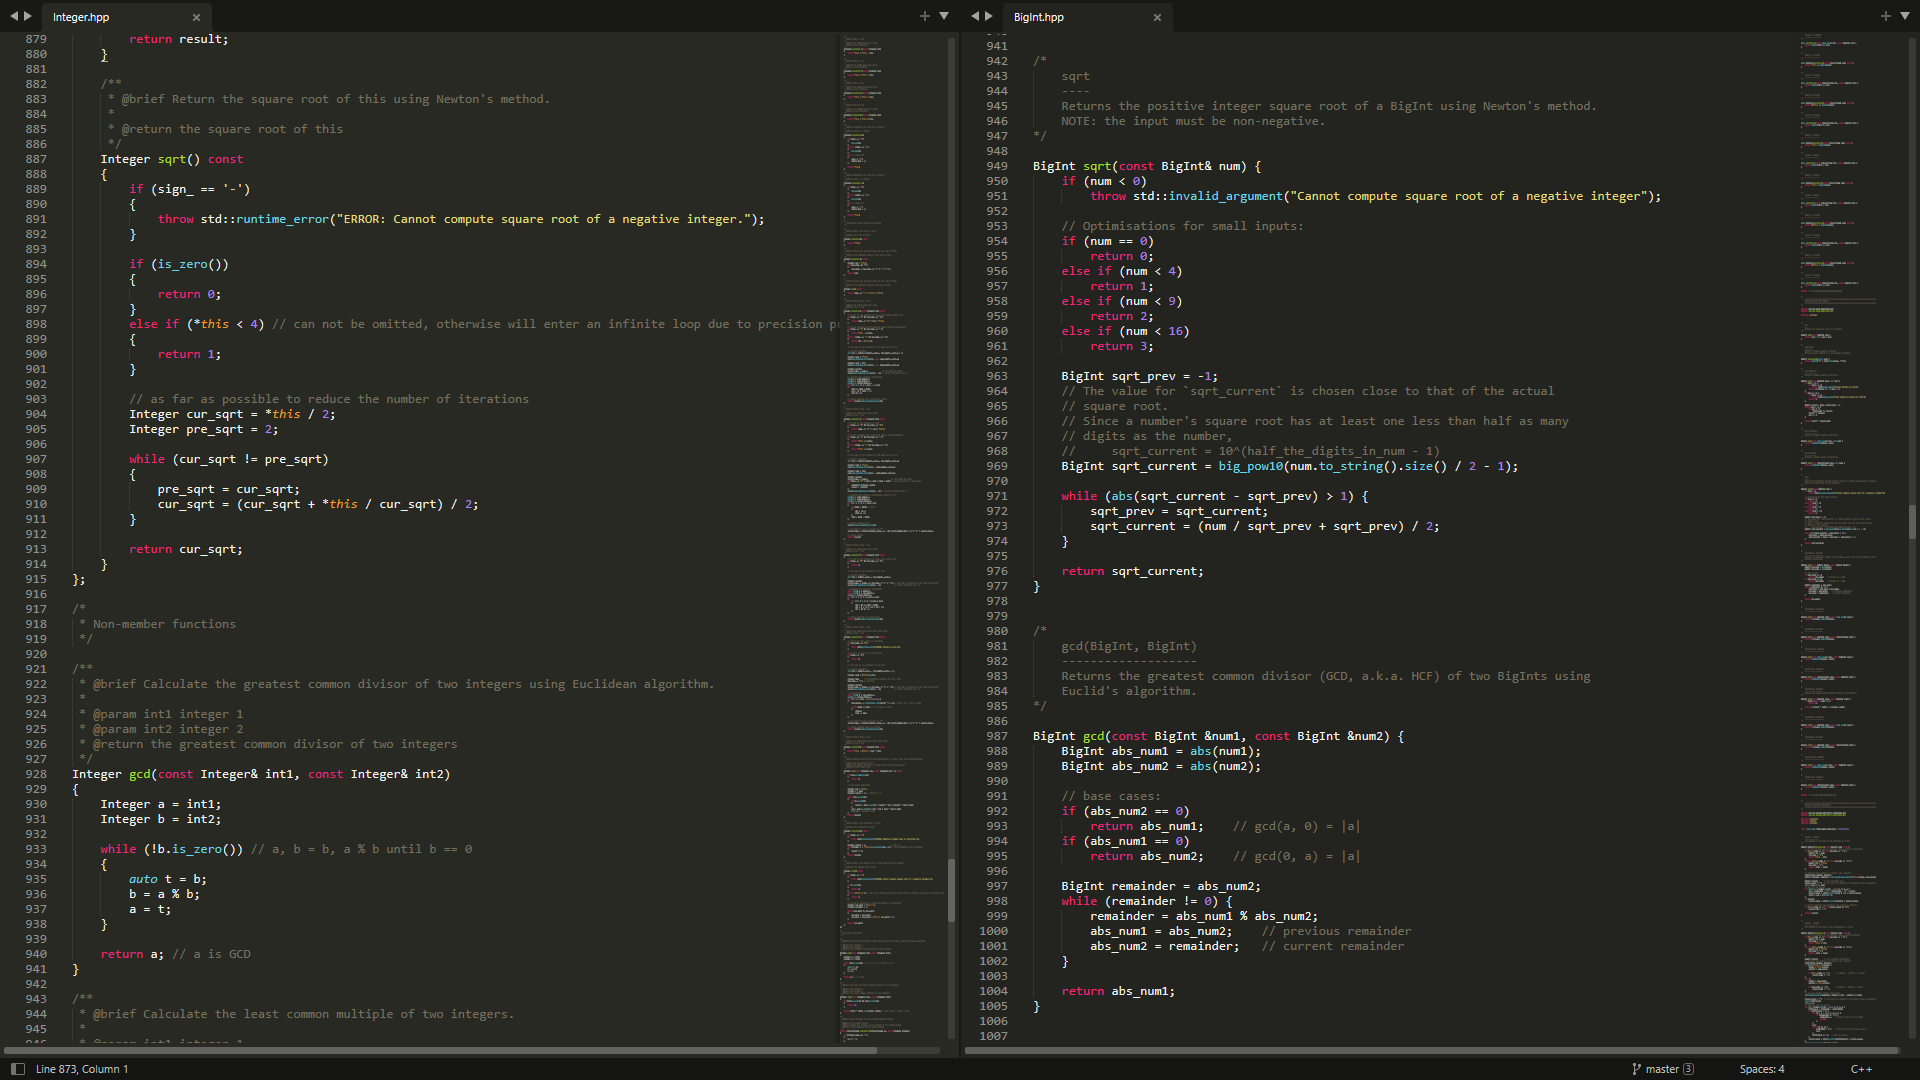 Integer.hpp
879 return result;
880 }
881
882 /**
883 * @brief Return the square root of this using Newton's method.
884 *
885 * @return the square root of this
886 */
887 Integer sqrt() const
888 {
889 if (sign_ == '-')
890 {
891 throw std::runtime_error("ERROR: Cannot compute square root of a negative integer.");
892 }
893
894 if (is_zero())
895 {
896 return 0;
897 }
898 else if (*this < 4) // can not be omitted, otherwise will enter an infinite loop due to precision
899 {
900 return 1;
901 }
902
903 // as far as possible to reduce the number of iterations
904 Integer cur_sqrt = *this / 2;
905 Integer pre_sqrt = 2;
906
907 while (cur_sqrt != pre_sqrt)
908 {
909 pre_sqrt = cur_sqrt;
910 cur_sqrt = (cur_sqrt + *this / cur_sqrt) / 2;
911 }
912
913 return cur_sqrt;
914 }
915 };
916
917 /*
918 * Non-member functions
919 */
920
921 /**
922 * @brief Calculate the greatest common divisor of two integers using Euclidean algorithm.
923 *
924 * @param int1 integer 1
925 * @param int2 integer 2
926 * @return the greatest common divisor of two integers
927 */
928 Integer gcd(const Integer& int1, const Integer& int2)
929 {
930 Integer a = int1;
931 Integer b = int2;
932
933 while (!b.is_zero()) // a, b = b, a % b until b == 0
934 {
935 auto t = b;
936 b = a % b;
937 a = t;
938 }
939
940 return a; // a is GCD
941 }
942
943 /**
944 * @brief Calculate the least common multiple of two integers.
945 *
BigInt.hpp
941
942 /*
943 sqrt
944 ----
945 Returns the positive integer square root of a BigInt using Newton's method.
946 NOTE: the input must be non-negative.
947 */
948
949 BigInt sqrt(const BigInt& num) {
950 if (num < 0)
951 throw std::invalid_argument("Cannot compute square root of a negative integer");
952
953 // Optimisations for small inputs:
954 if (num == 0)
955 return 0;
956 else if (num < 4)
957 return 1;
958 else if (num < 9)
959 return 2;
960 else if (num < 16)
961 return 3;
962
963 BigInt sqrt_prev = -1;
964 // The value for `sqrt_current` is chosen close to that of the actual
965 // square root.
966 // Since a number's square root has at least one less than half as many
967 // digits as the number,
968 // sqrt_current = 10^(half_the_digits_in_num - 1)
969 BigInt sqrt_current = big_pow10(num.to_string().size() / 2 - 1);
970
971 while (abs(sqrt_current - sqrt_prev) > 1) {
972 sqrt_prev = sqrt_current;
973 sqrt_current = (num / sqrt_prev + sqrt_prev) / 2;
974 }
975
976 return sqrt_current;
977 }
978
979
980 /*
981 gcd(BigInt, BigInt)
982 -------------------
983 Returns the greatest common divisor (GCD, a.k.a. HCF) of two BigInts using
984 Euclid's algorithm.
985 */
986
987 BigInt gcd(const BigInt &num1, const BigInt &num2) {
988 BigInt abs_num1 = abs(num1);
989 BigInt abs_num2 = abs(num2);
990
991 // base cases:
992 if (abs_num2 == 0)
993 return abs_num1; // gcd(a, 0) = |a|
994 if (abs_num1 == 0)
995 return abs_num2; // gcd(0, a) = |a|
996
997 BigInt remainder = abs_num2;
998 while (remainder != 0) {
999 remainder = abs_num1 % abs_num2;
1000 abs_num1 = abs_num2; // previous remainder
1001 abs_num2 = remainder; // current remainder
1002 }
1003
1004 return abs_num1;
1005 }
1006
1007
Line 873, Column 1
master 3
Spaces: 4
C++